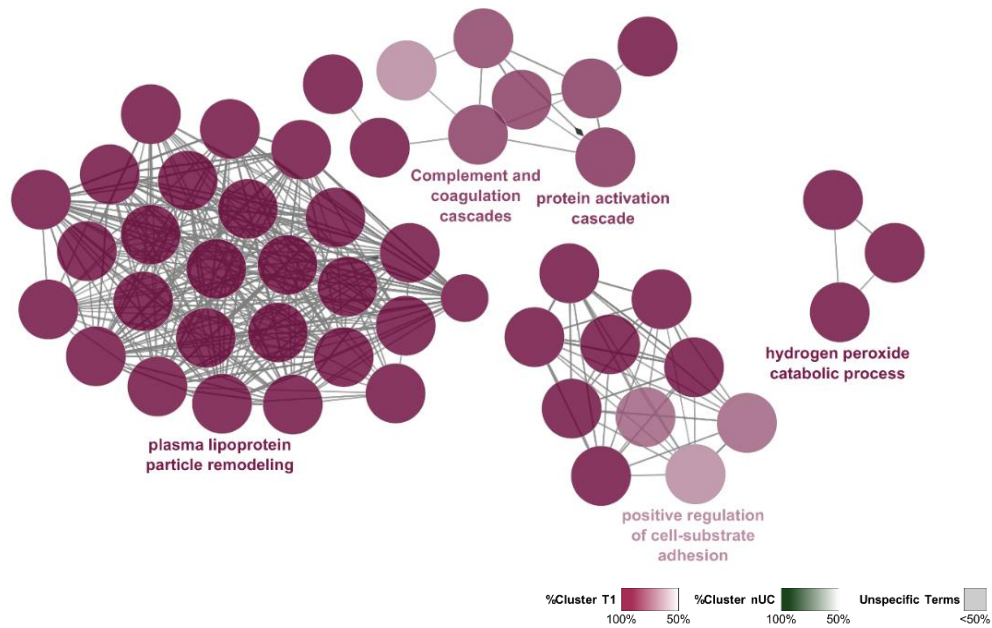 Complement and
coagulation
cascades
protein activation
cascade
hydrogen peroxide
catabolic process
plasma lipoprotein
particle remodeling
positive regulation
of cell-substrate
adhesion
%Cluster T1
100% 50%
%Cluster nUC
100% 50%
Unspecific Terms
<50%